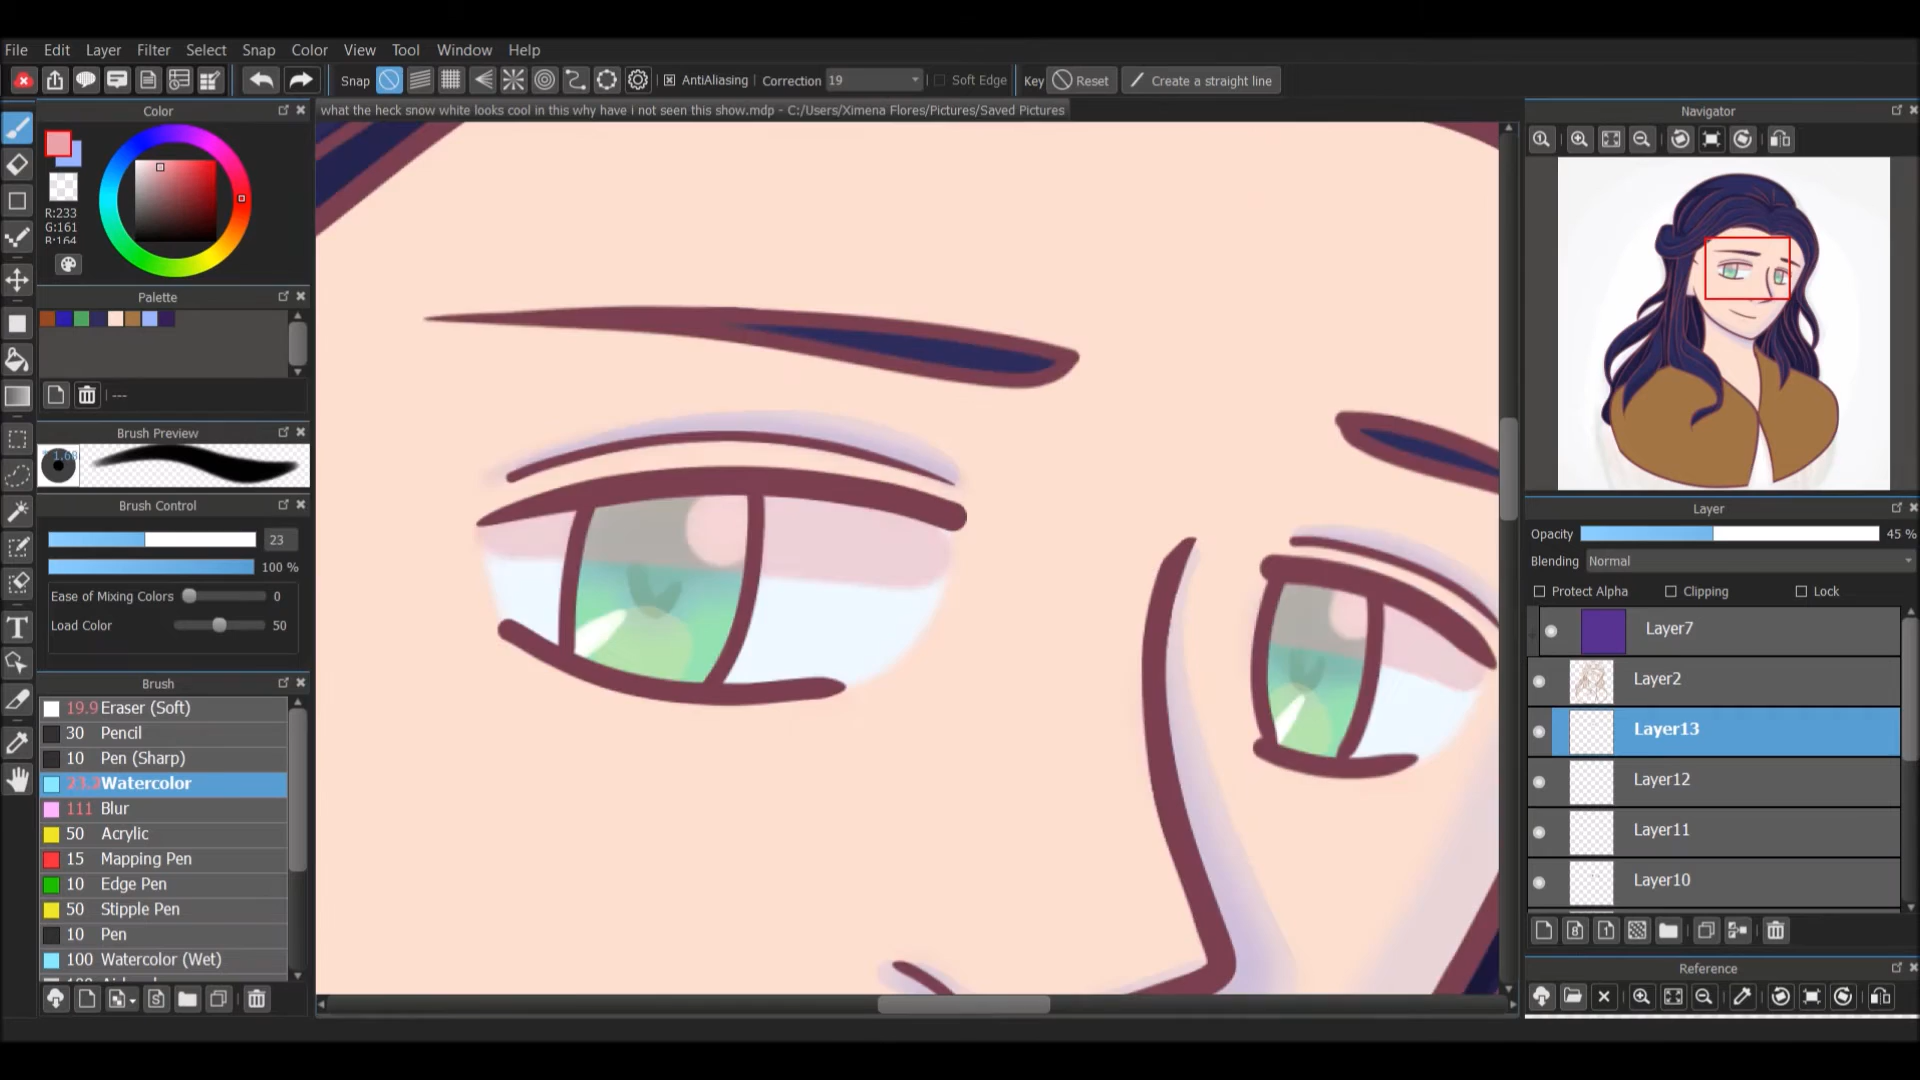 File Edit Layer Filter Select Snap Color View Tool Window Help
Snap AntiAliasing Correction 19 Soft Edge Key Reset Create a straight line
what the heck snow white looks cool in this why have i not seen this show.mdp - C:/Users/Ximena Flores/Pictures/Saved Pictures
Color
R:233
G:161
B:164
Palette
---
Brush Preview
Brush Control
23
100 %
Ease of Mixing Colors 0
Load Color 50
Brush
19.9 Eraser (Soft)
30 Pencil
10 Pen (Sharp)
Watercolor
111 Blur
50 Acrylic
15 Mapping Pen
10 Edge Pen
50 Stipple Pen
10 Pen
100 Watercolor (Wet)
Navigator
Layer
Opacity 45 %
Blending Normal
Protect Alpha Clipping Lock
Layer7
Layer2
Layer13
Layer12
Layer11
Layer10
Reference